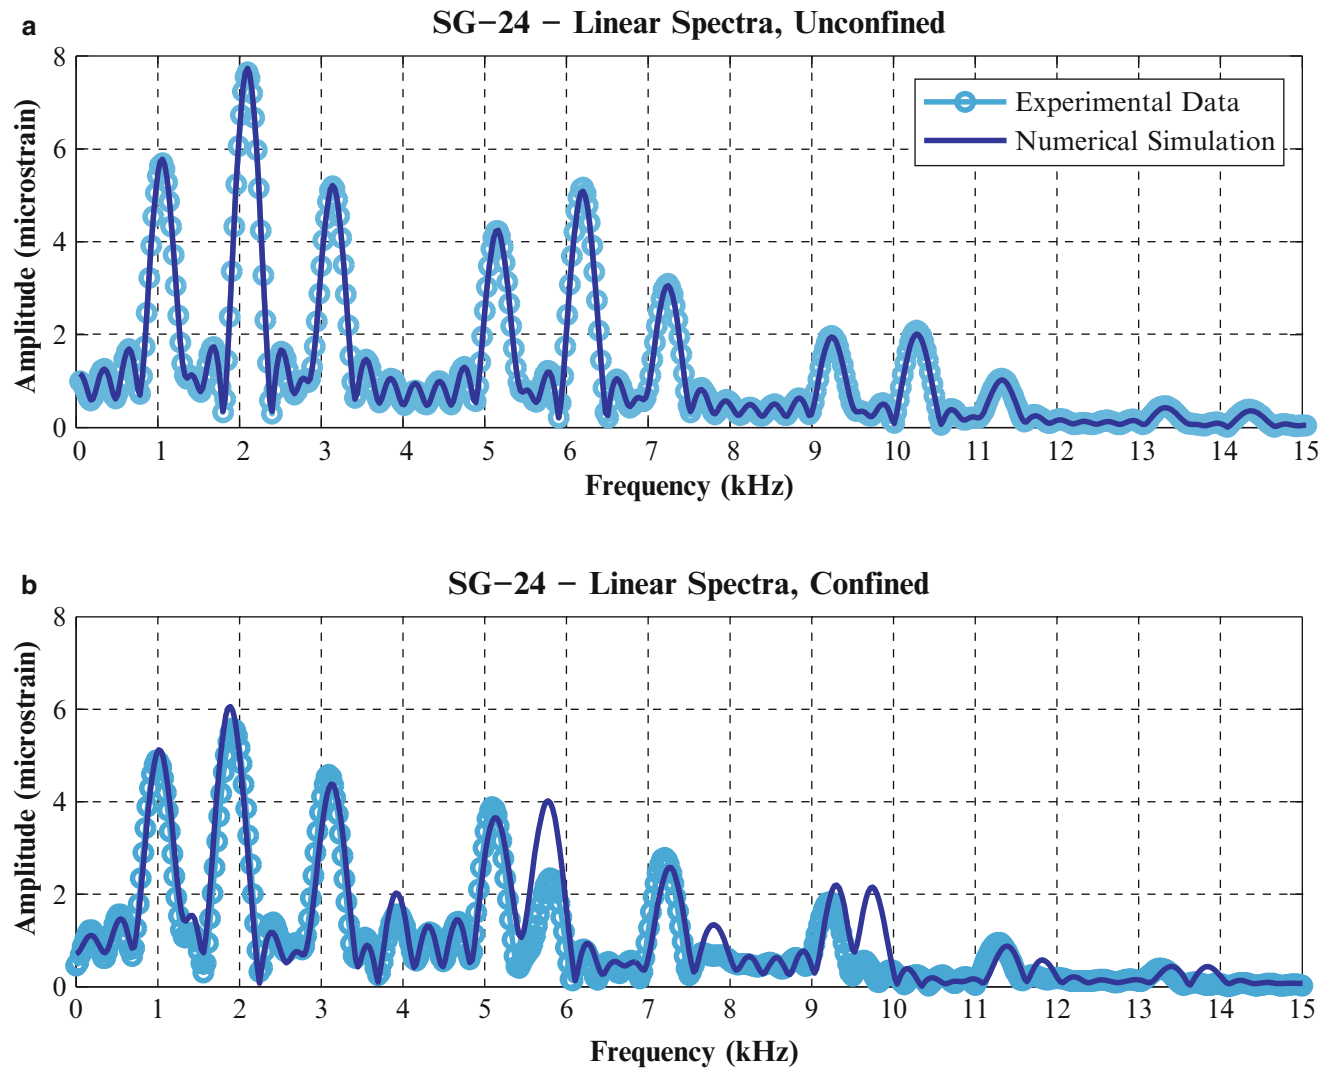 a
SG−24 − Linear Spectra, Unconfined
Amplitude (microstrain)
8
6
4
2
0
Experimental Data
Numerical Simulation
0 1 2 3 4 5 6 7 8 9 10 11 12 13 14 15
Frequency (kHz)
b
SG−24 − Linear Spectra, Confined
Amplitude (microstrain)
8
6
4
2
0
0 1 2 3 4 5 6 7 8 9 10 11 12 13 14 15
Frequency (kHz)